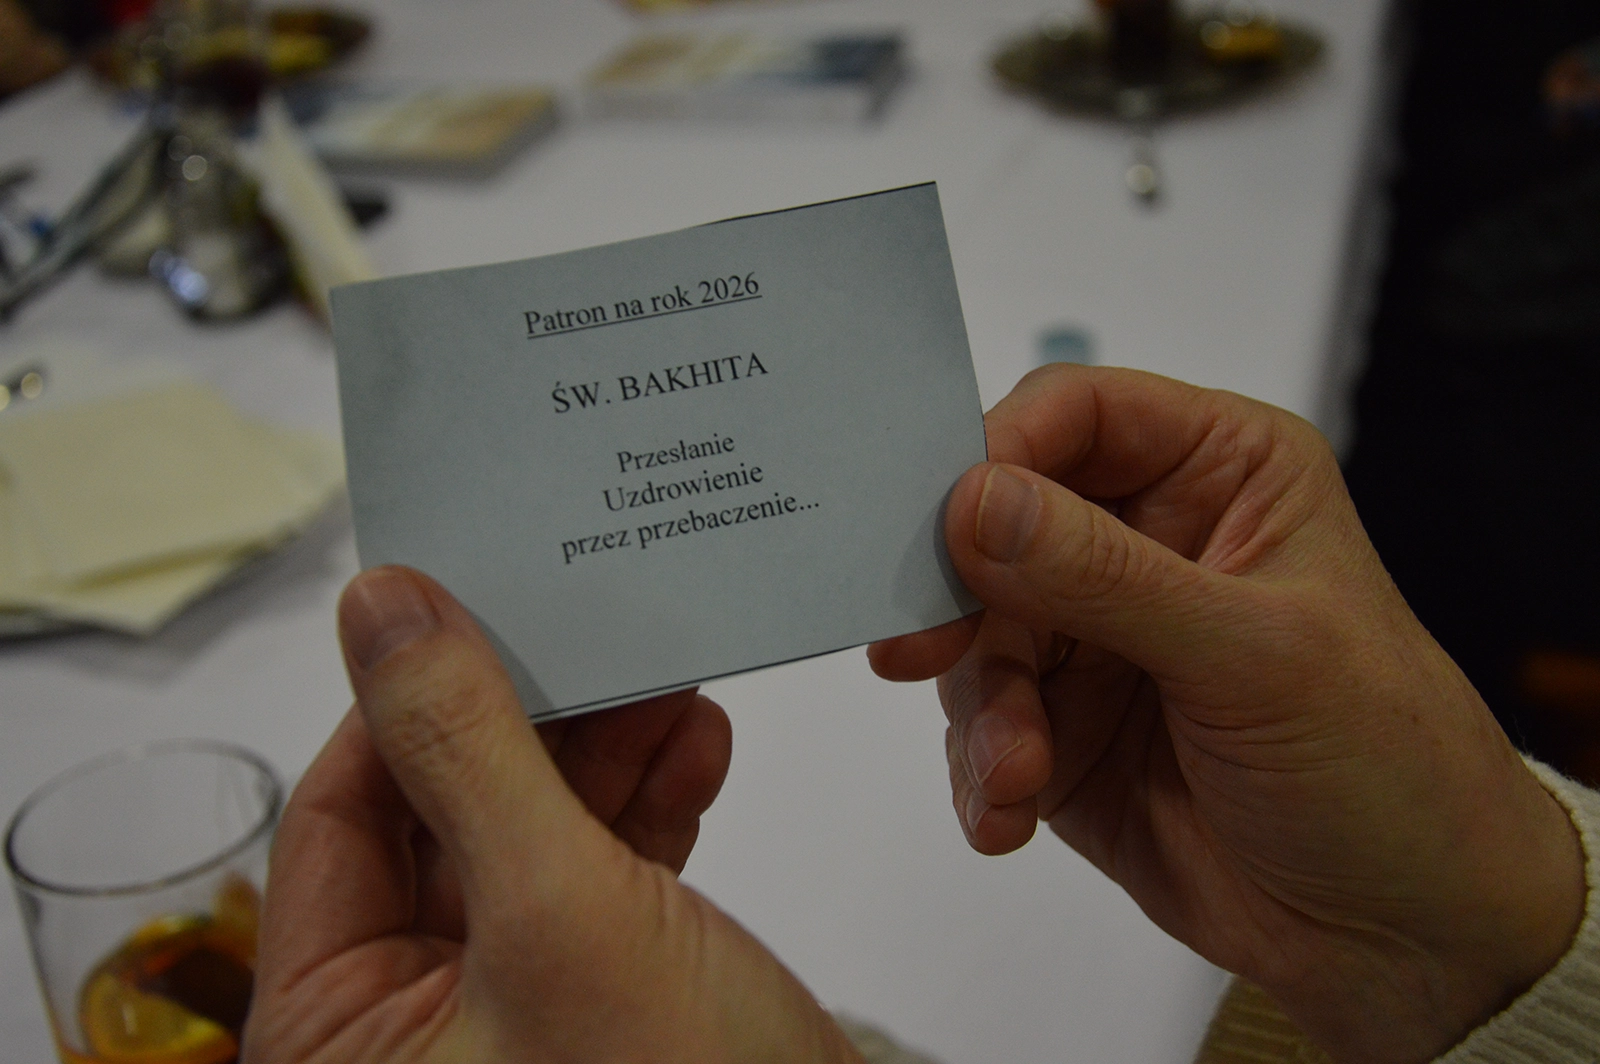 Patron na rok 2026
ŚW. BAKHITA
Przesłanie
Uzdrowienie
przez przebaczenie...